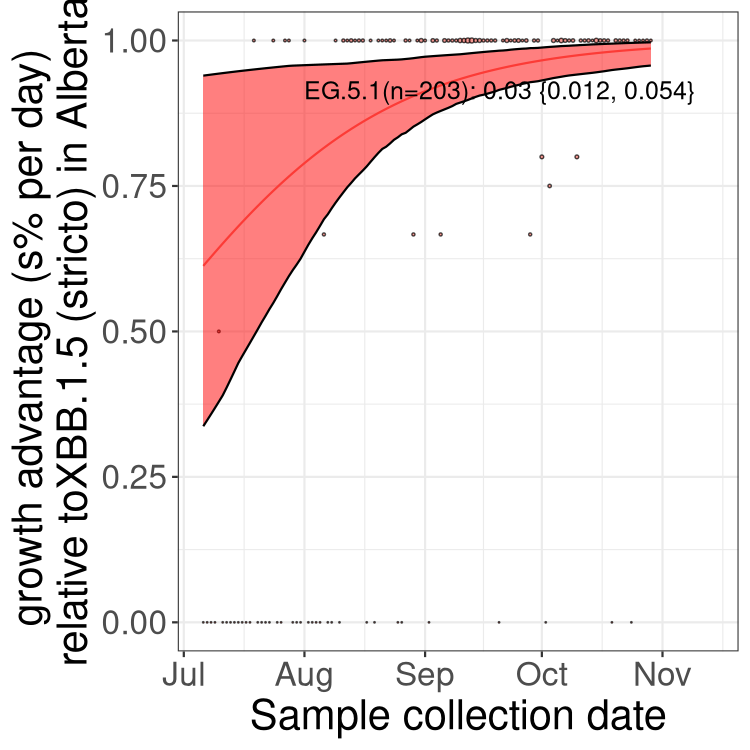 growth advantage (s% per day)
relative toXBB.1.5 (stricto) in Alberta
1.00
0.75
0.50
0.25
0.00
EG.5.1(n=203): 0.03 {0.012, 0.054}
Jul Aug Sep Oct Nov
Sample collection date